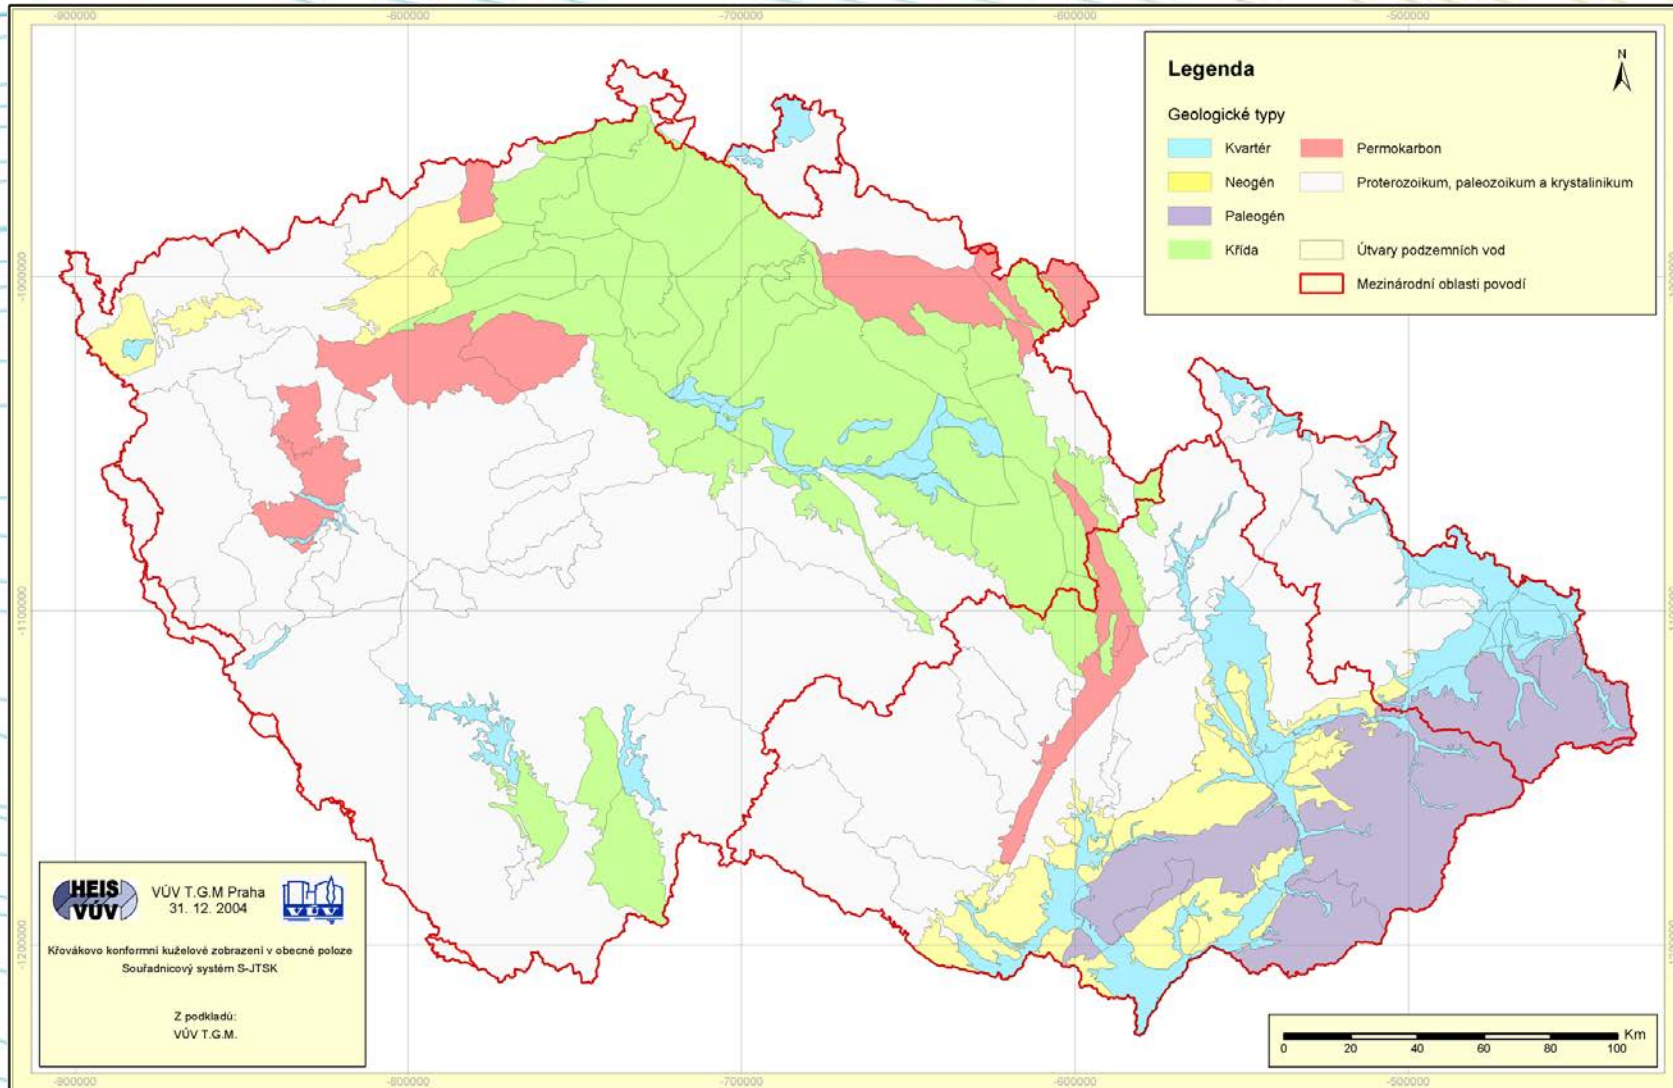 -900000 -800000 -700000 -600000 -500000
Legenda
N
Geologické typy
Kvartér
Neogén
Paleogén
Křída
Permokarbon
Proterozoikum, paleozoikum a krystalinikum
Útvary podzemních vod
Mezinárodní oblasti povodí
-1000000
-1100000
-1200000
HEIS
VÚV
VÚV T.G.M Praha
31. 12. 2004
VÚV
Křovákovo konformní kuželové zobrazení v obecné poloze
Souřadnicový systém S-JTSK
Z podkladů:
VÚV T.G.M.
Km
0 20 40 60 80 100
-900000 -800000 -700000 -600000 -500000